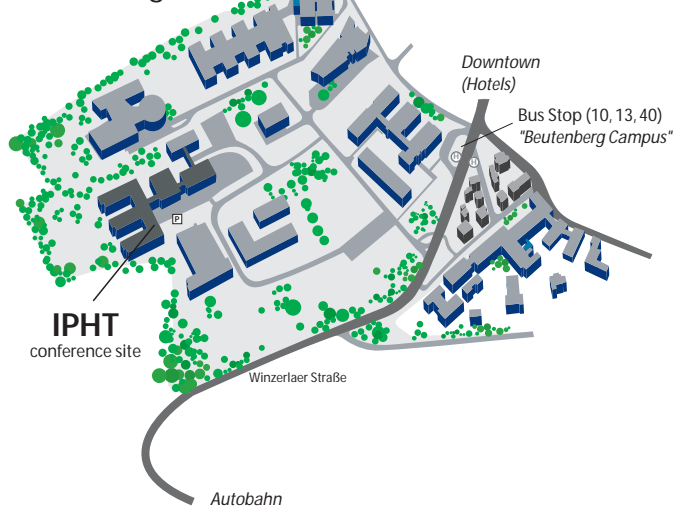 Downtown
(Hotels)
Bus Stop (10, 13, 40)
"Beutenberg Campus"
H
H
P
IPHT
conference site
Winzerlaer Straße
Autobahn